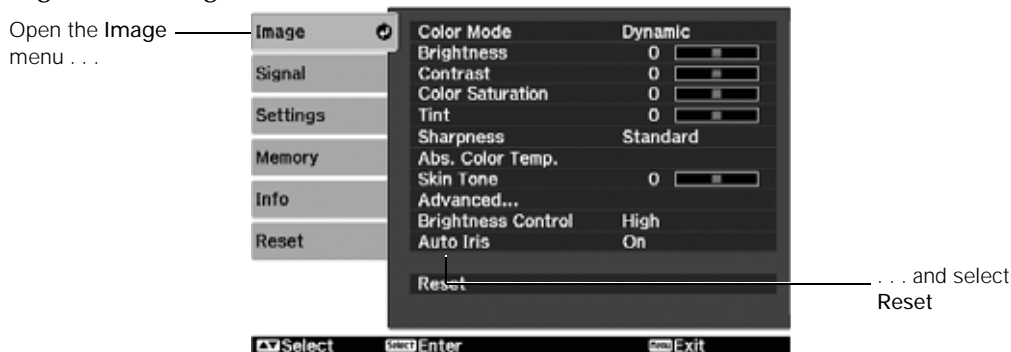 Open the Image
menu . . .
Image
Signal
Settings
Memory
Info
Reset
Color Mode Dynamic
Brightness 0
Contrast 0
Color Saturation 0
Tint 0
Sharpness Standard
Abs. Color Temp.
Skin Tone 0
Advanced...
Brightness Control High
Auto Iris On
Reset
. . . and select
Reset
Select Select Enter Menu Exit